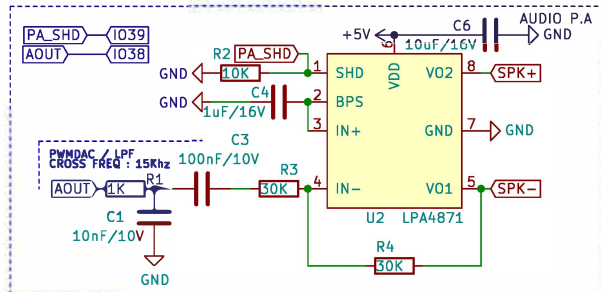 AUDIO P.A
PA_SHD IO39
AOUT IO38
+5V C6 GND
10uF/16V
R2 PA_SHD
GND 10K 1 SHD 6 VDD VO2 8 SPK+
C4
GND 2 BPS
1uF/16V
3 IN+ GND 7 GND
PWMDAC / LPF
CROSS FREQ : 15Khz
C3
100nF/10V
R3
AOUT 1K R1 30K 4 IN- VO1 5 SPK-
C1
10nF/10V
U2 LPA4871
GND
R4
30K